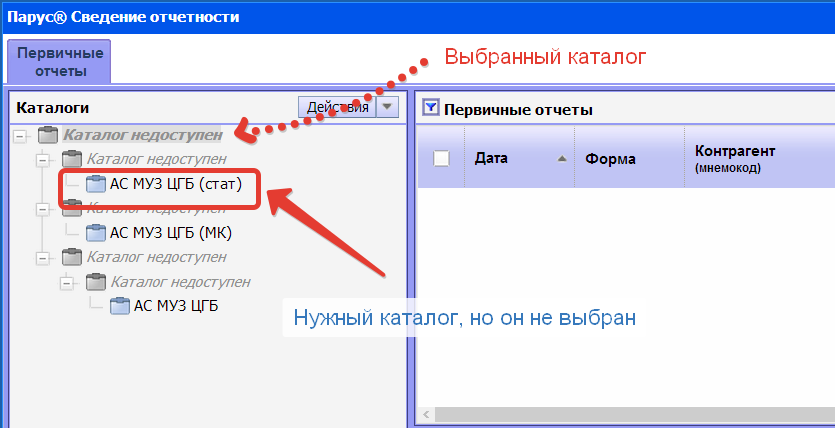 Парус® Сведение отчетности
Первичные
отчеты
Выбранный каталог
Каталоги
Действия
Первичные отчеты
Каталог недоступен
Каталог недоступен
АС МУЗ ЦГБ (стат)
Каталог недоступен
АС МУЗ ЦГБ (МК)
Каталог недоступен
Каталог недоступен
АС МУЗ ЦГБ
Дата
Форма
Контрагент
(мнемокод)
Нужный каталог, но он не выбран